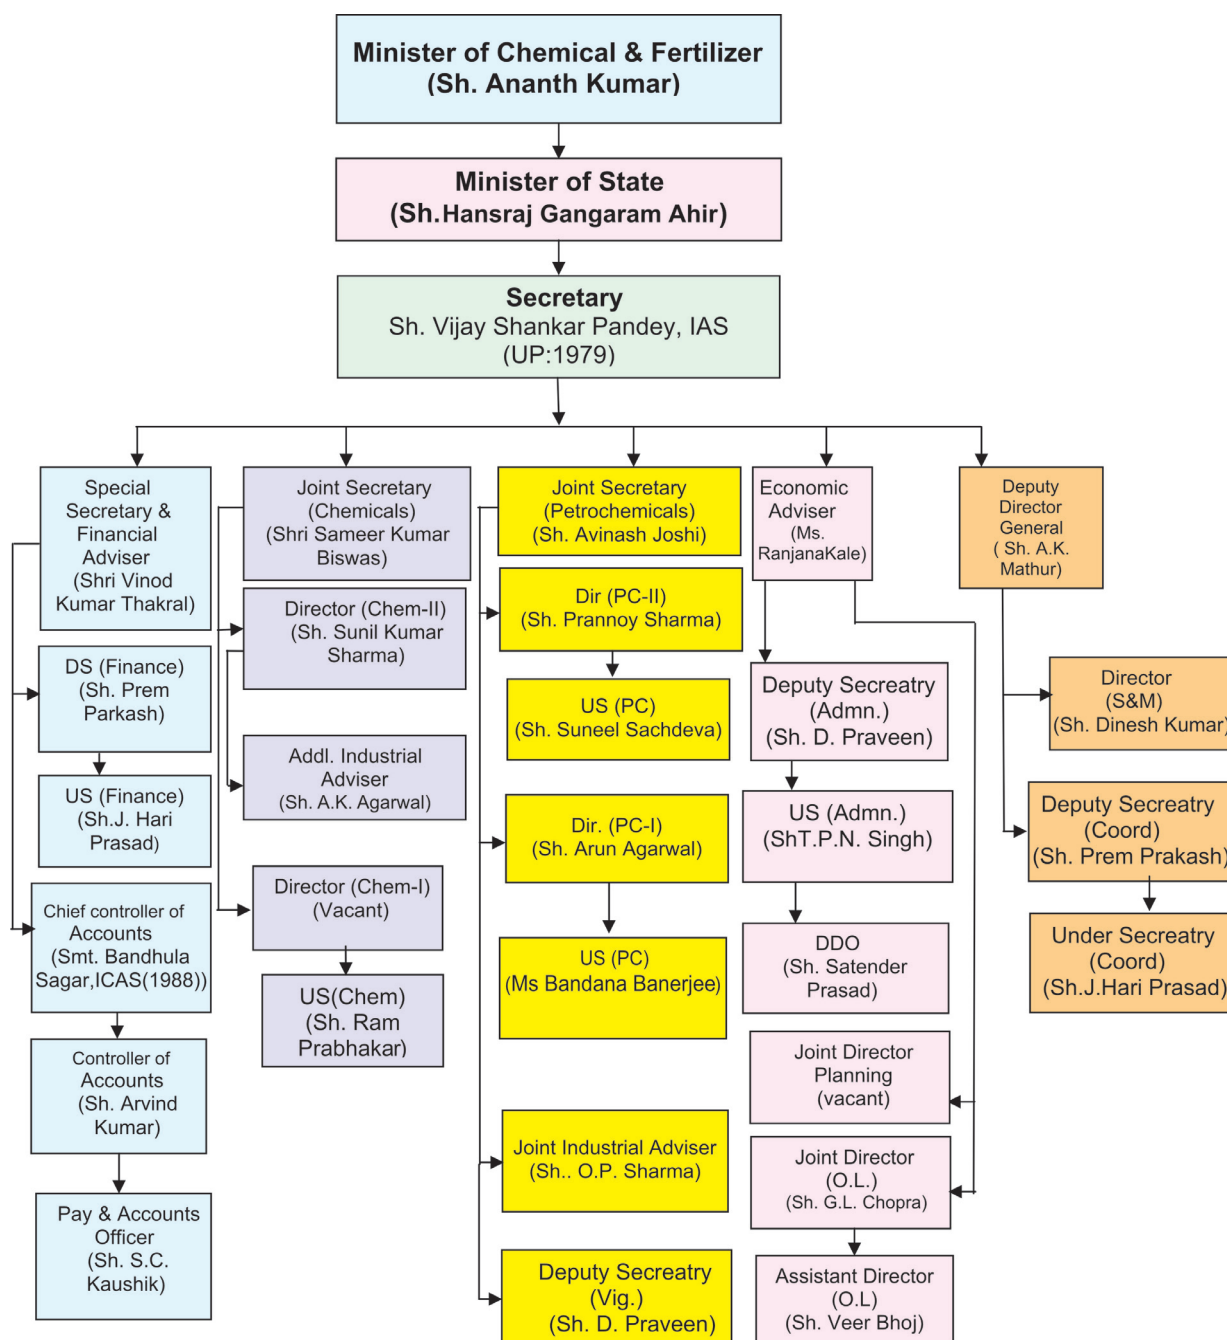 Minister of Chemical & Fertilizer
(Sh. Ananth Kumar)
Minister of State
(Sh.Hansraj Gangaram Ahir)
Secretary
Sh. Vijay Shankar Pandey, IAS
(UP:1979)
Special
Secretary &
Financial
Adviser
(Shri Vinod
Kumar Thakral)
DS (Finance)
(Sh. Prem
Parkash)
US (Finance)
(Sh.J. Hari
Prasad)
Chief controller of
Accounts
(Smt. Bandhula
Sagar,ICAS(1988))
Controller of
Accounts
(Sh. Arvind
Kumar)
Pay & Accounts
Officer
(Sh. S.C.
Kaushik)
Joint Secretary
(Chemicals)
(Shri Sameer Kumar
Biswas)
Director (Chem-II)
(Sh. Sunil Kumar
Sharma)
Addl. Industrial
Adviser
(Sh. A.K. Agarwal)
Director (Chem-I)
(Vacant)
US(Chem)
(Sh. Ram
Prabhakar)
Joint Secretary
(Petrochemicals)
(Sh. Avinash Joshi)
Dir (PC-II)
(Sh. Prannoy Sharma)
US (PC)
(Sh. Suneel Sachdeva)
Dir. (PC-I)
(Sh. Arun Agarwal)
US (PC)
(Ms Bandana Banerjee)
Joint Industrial Adviser
(Sh.. O.P. Sharma)
Deputy Secreatry
(Vig.)
(Sh. D. Praveen)
Economic
Adviser
(Ms.
RanjanaKale)
Deputy Secreatry
(Admn.)
(Sh. D. Praveen)
US (Admn.)
(ShT.P.N. Singh)
DDO
(Sh. Satender
Prasad)
Joint Director
Planning
(vacant)
Joint Director
(O.L.)
(Sh. G.L. Chopra)
Assistant Director
(O.L)
(Sh. Veer Bhoj)
Deputy
Director
General
( Sh. A.K.
Mathur)
Director
(S&M)
(Sh. Dinesh Kumar)
Deputy Secreatry
(Coord)
(Sh. Prem Prakash)
Under Secreatry
(Coord)
(Sh.J.Hari Prasad)